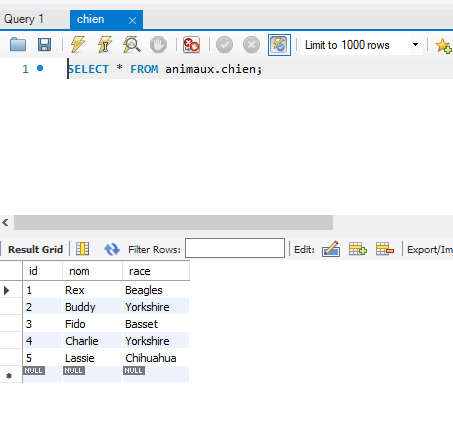 Query 1 chien
Limit to 1000 rows
1 SELECT * FROM animaux.chien;
Result Grid Filter Rows: Edit: Export/Im
id nom race
1 Rex Beagles
2 Buddy Yorkshire
3 Fido Basset
4 Charlie Yorkshire
5 Lassie Chihuahua
NULL NULL NULL